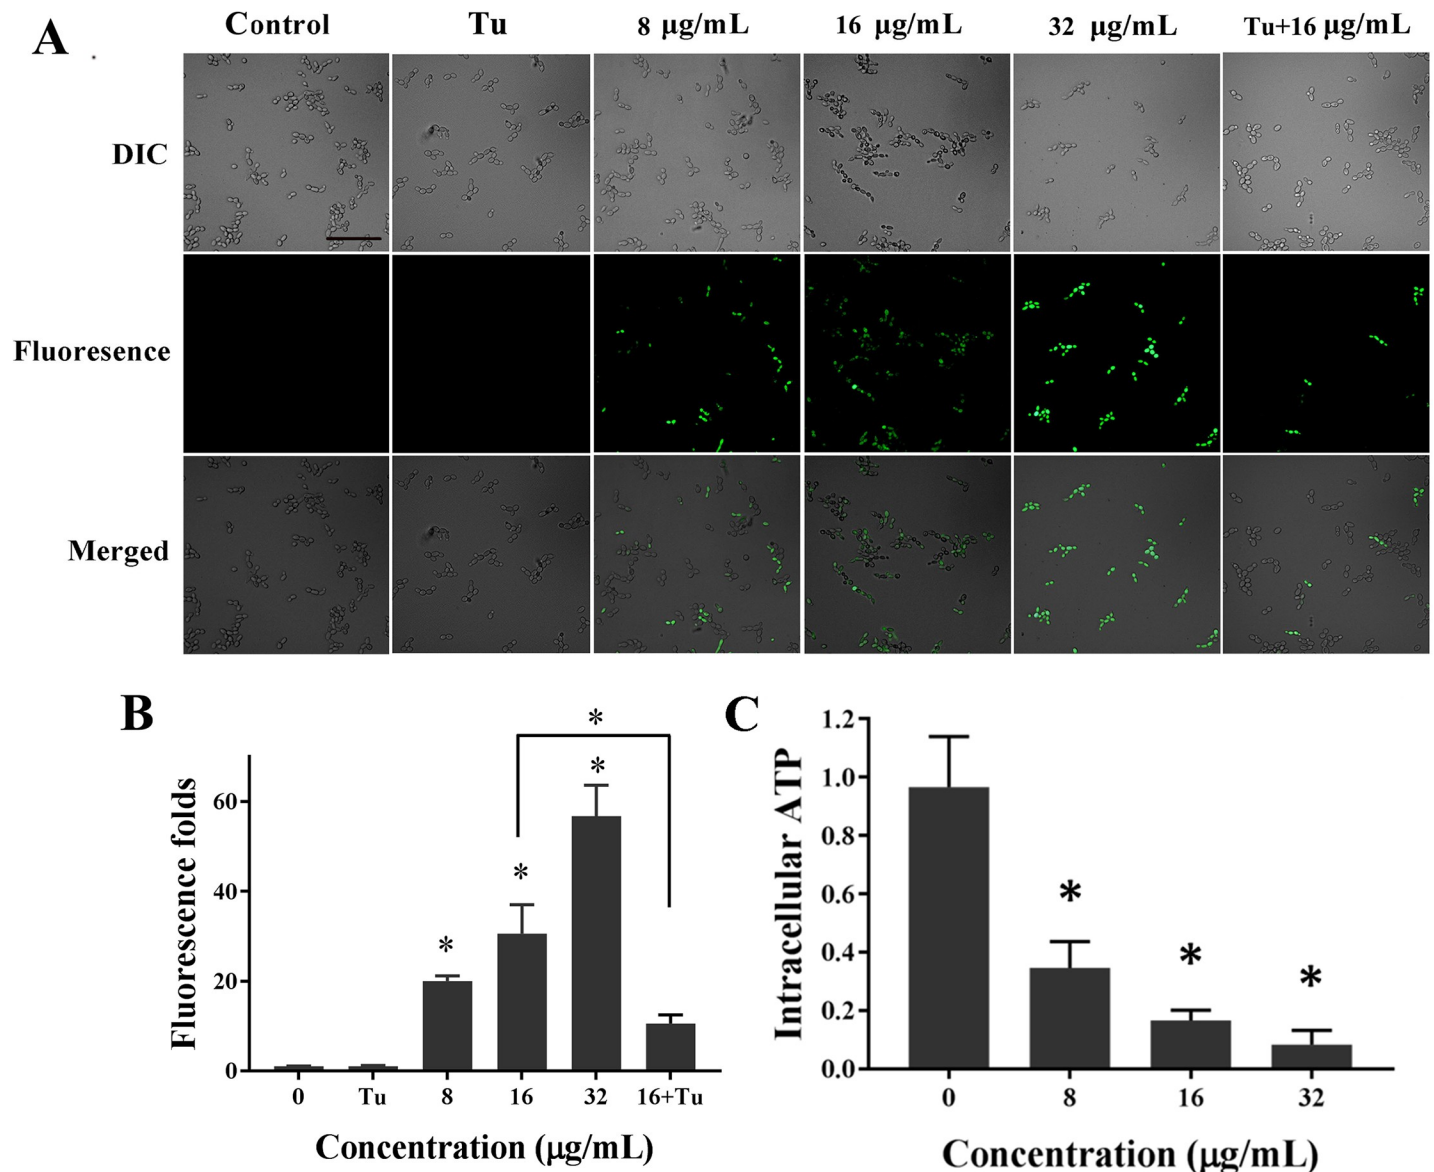 A
Control
Tu
8 μg/mL
16 μg/mL
32 μg/mL
Tu+16 μg/mL
DIC
Fluoresence
Merged
B
*
*
*
*
Fluorescence folds
60
40
20
0
0
Tu
8
16
32
16+Tu
Concentration (μg/mL)
C
*
*
*
Intracellular ATP
1.2
1.0
0.8
0.6
0.4
0.2
0.0
0
8
16
32
Concentration (μg/mL)